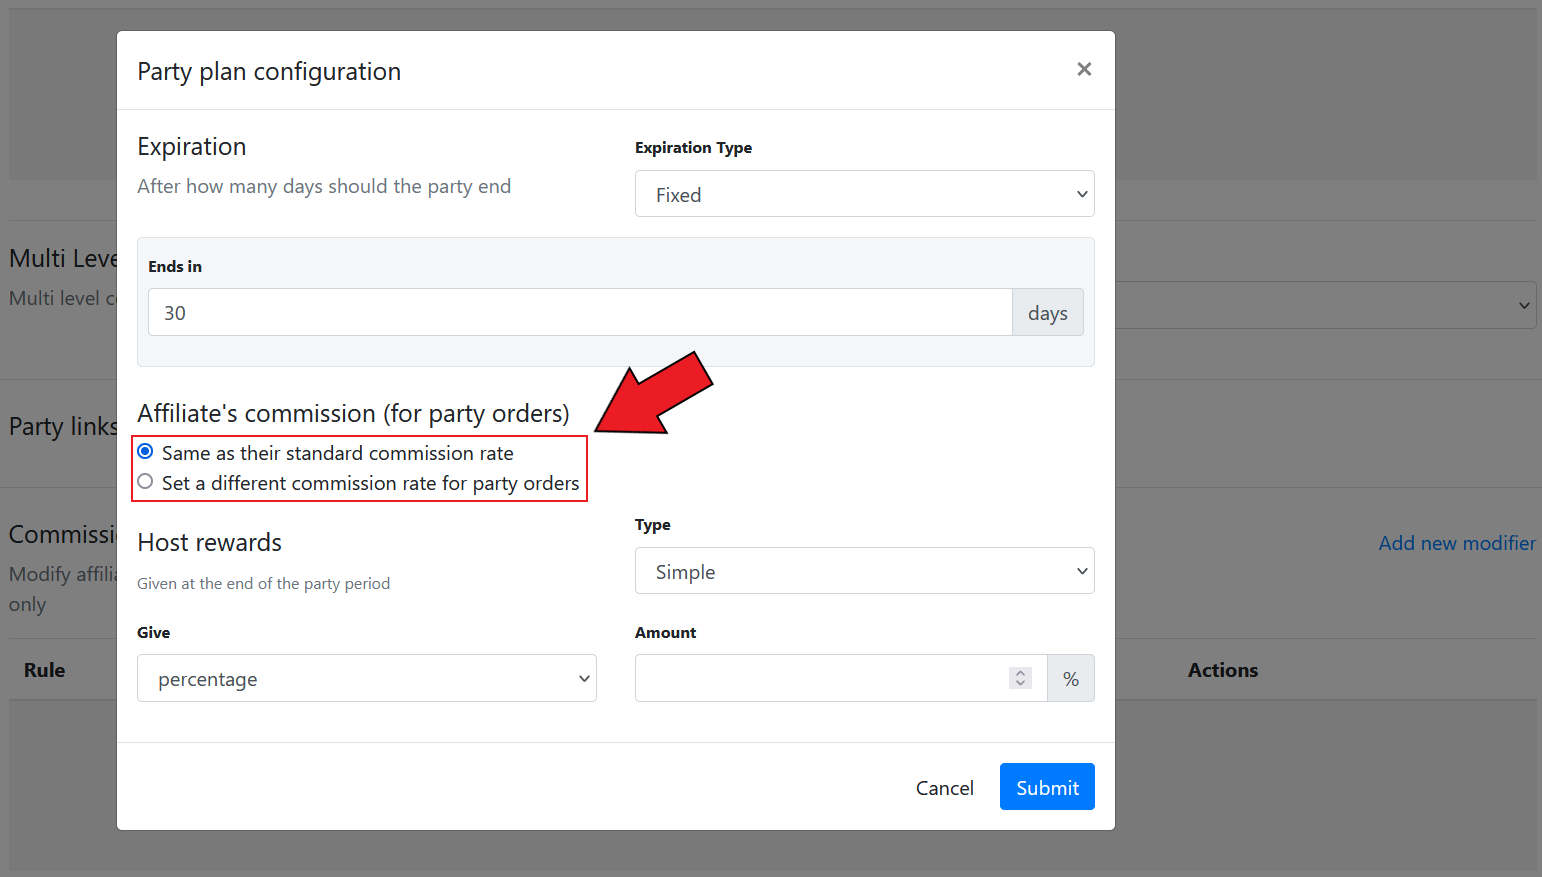 Party plan configuration
×
Expiration
After how many days should the party end
Expiration Type
Fixed
Ends in
30
days
Affiliate's commission (for party orders)
Same as their standard commission rate
Set a different commission rate for party orders
Host rewards
Given at the end of the party period
Type
Simple
Give
percentage
Amount
%
Cancel
Submit
Multi Leve
Multi level c
Party links
Commissi
Modify affili
only
Add new modifier
Rule
Actions